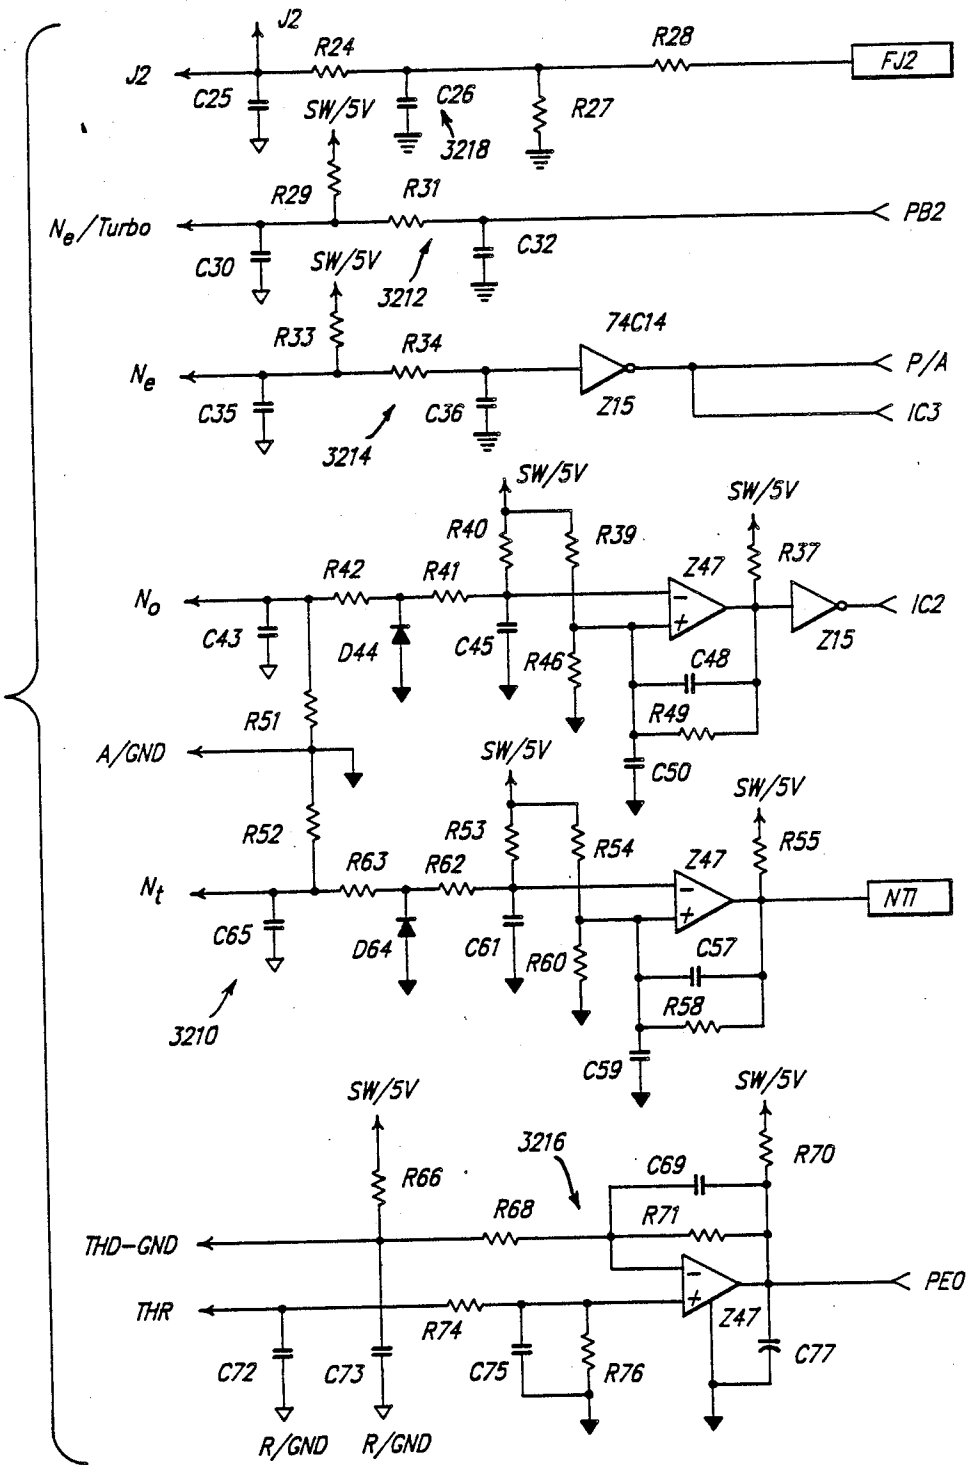 J2
J2 R24 R28 FJ2
C25 C26 R27
SW/5V 3218
R29 R31
Ne/Turbo PB2
C30 C32
SW/5V 3212
R33 R34 74C14
Ne P/A
C35 C36 Z15 IC3
3214
SW/5V SW/5V
R40 R39 R37
R42 R41 Z47
No − IC2
C43 D44 C45 + Z15
R46 C48
R51 R49
A/GND SW/5V C50
SW/5V
R52 R53 R54 R55
R63 R62 Z47
Nt − NTI
C65 D64 C61 +
R60 C57
3210 R58
C59
SW/5V SW/5V
3216 R70
R66 C69
R68 R71
THD-GND
− PE0
THR +
R74 Z47
C72 C73 C75 R76 C77
R/GND R/GND